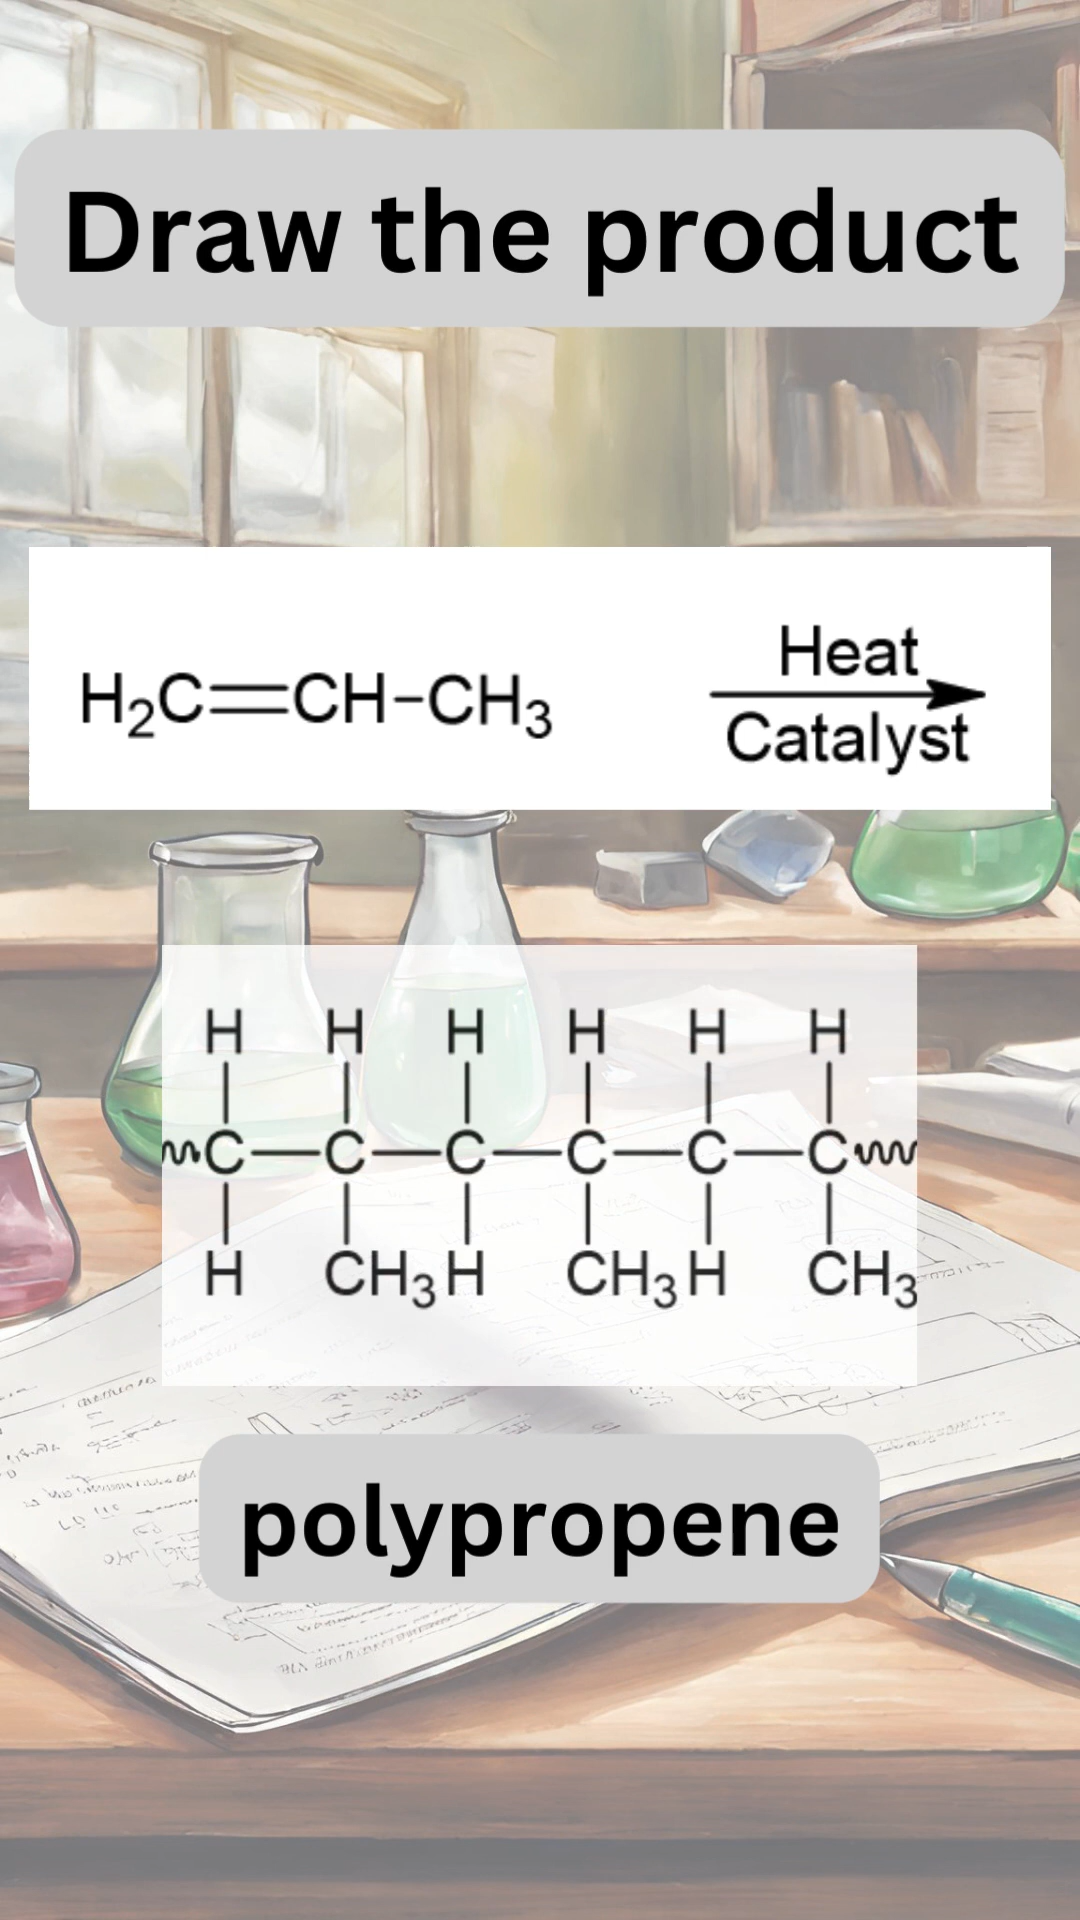 Draw the product
Heat
H₂C=CH-CH₃
Catalyst
H H H H H H
C—C—C—C—C—C
H CH₃ H CH₃ H CH₃
polypropene